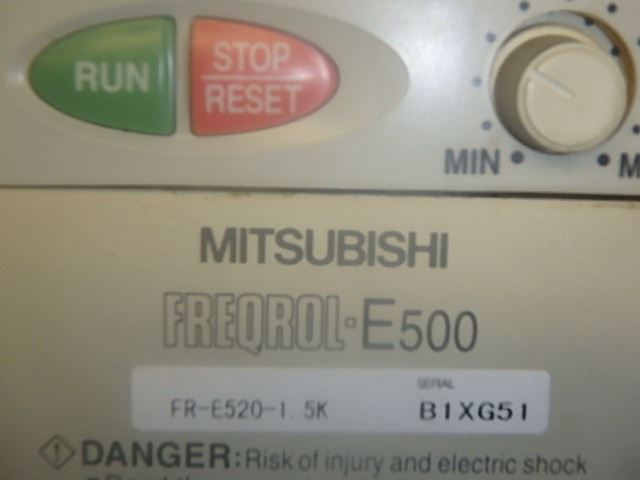 RUN
STOP
RESET
MIN
MITSUBISHI
FREQROL-E500
SERIAL
FR-E520-1.5K B1XG51
DANGER: Risk of injury and electric shock